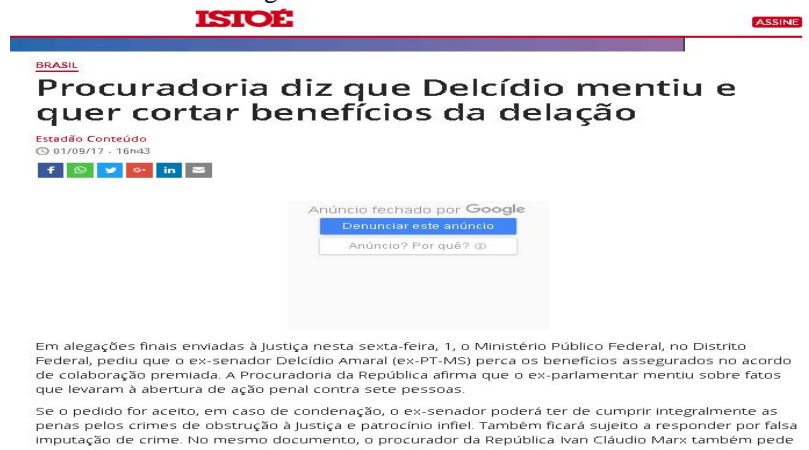 ISTOÉ
ASSINE
BRASIL
Procuradoria diz que Delcídio mentiu e
quer cortar benefícios da delação
Estadão Conteúdo
01/09/17 - 16h43
Anúncio fechado por Google
Denunciar este anúncio
Anúncio? Por quê?
Em alegações finais enviadas à Justiça nesta sexta-feira, 1, o Ministério Público Federal, no Distrito
Federal, pediu que o ex-senador Delcídio Amaral (ex-PT-MS) perca os benefícios assegurados no acordo
de colaboração premiada. A Procuradoria da República afirma que o ex-parlamentar mentiu sobre fatos
que levaram à abertura de ação penal contra sete pessoas.
Se o pedido for aceito, em caso de condenação, o ex-senador poderá ter de cumprir integralmente as
penas pelos crimes de obstrução à Justiça e patrocínio infiel. Também ficará sujeito a responder por falsa
imputação de crime. No mesmo documento, o procurador da República Ivan Cláudio Marx também pede